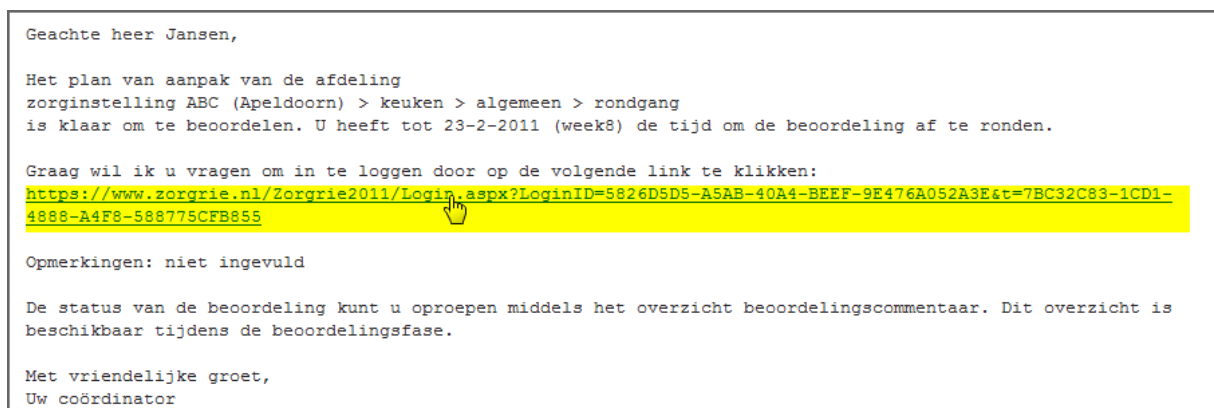 Geachte heer Jansen,
Het plan van aanpak van de afdeling
zorginstelling ABC (Apeldoorn) > keuken > algemeen > rondgang
is klaar om te beoordelen. U heeft tot 23-2-2011 (week8) de tijd om de beoordeling af te ronden.
Graag wil ik u vragen om in te loggen door op de volgende link te klikken:
https://www.zorgrie.nl/Zorgrie2011/Login.aspx?LoginID=5826D5D5-A5AB-40A4-BEEF-9E476A052A3E&t=7BC32C83-1CD1-
4888-A4F8-588775CFB855
Opmerkingen: niet ingevuld
De status van de beoordeling kunt u oproepen middels het overzicht beoordelingscommentaar. Dit overzicht is
beschikbaar tijdens de beoordelingsfase.
Met vriendelijke groet,
Uw coördinator